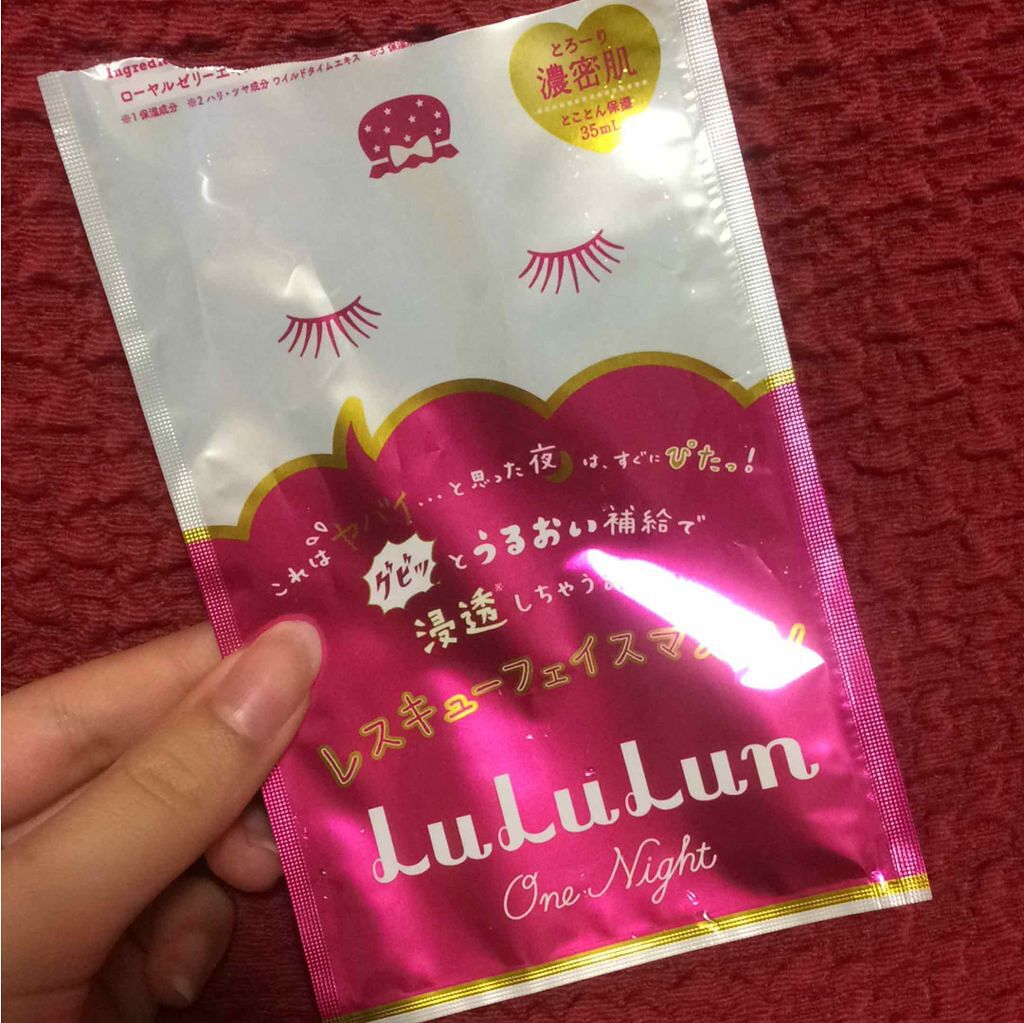 ローヤルゼリーエ
※1 保湿成分 ※2 ハリ・ツヤ成分 ワイルドタイムエキス ※3 保湿
とろーり
濃密肌
とことん保湿
35mL
これはヤバイ...と思った夜は、すぐにぴたっ!
グビッとうるおい補給で
浸透※しちゃう
レスキューフェイスマ
LuLuLun
One Night